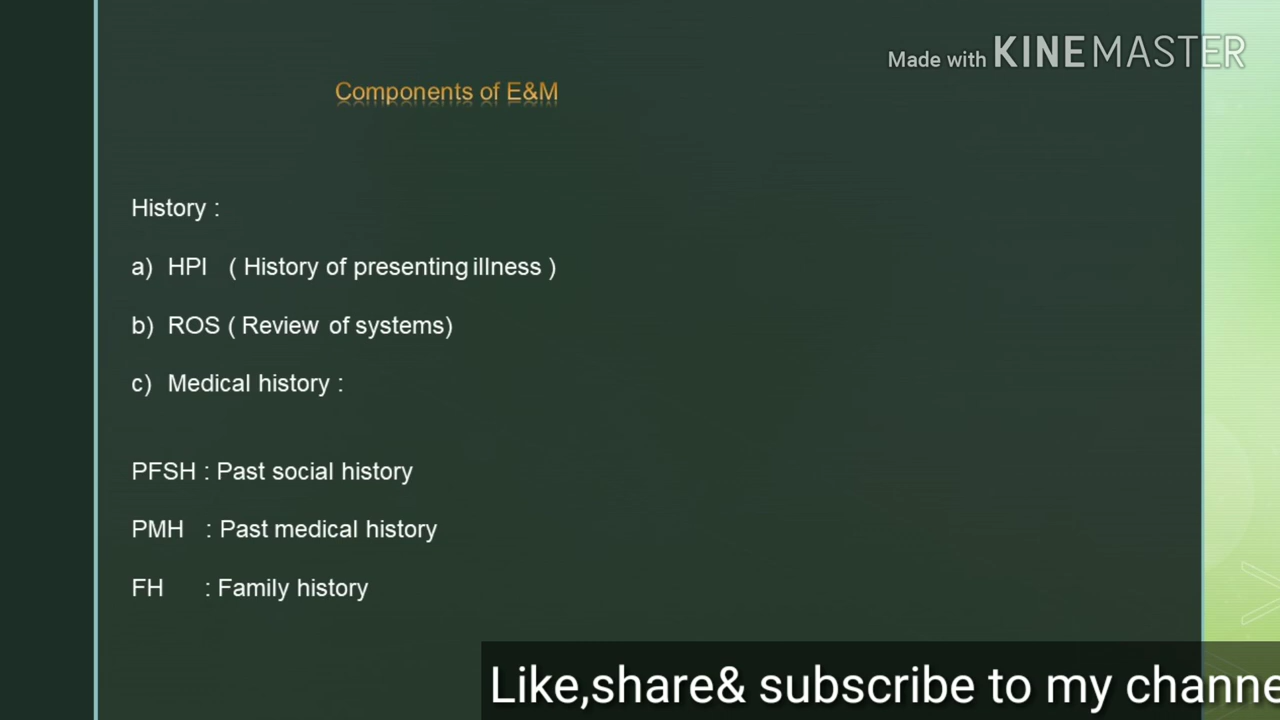 Made with KINEMASTER
Components of E&M
History :
a) HPI ( History of presenting illness )
b) ROS ( Review of systems)
c) Medical history :
PFSH : Past social history
PMH : Past medical history
FH : Family history
Like,share& subscribe to my channe